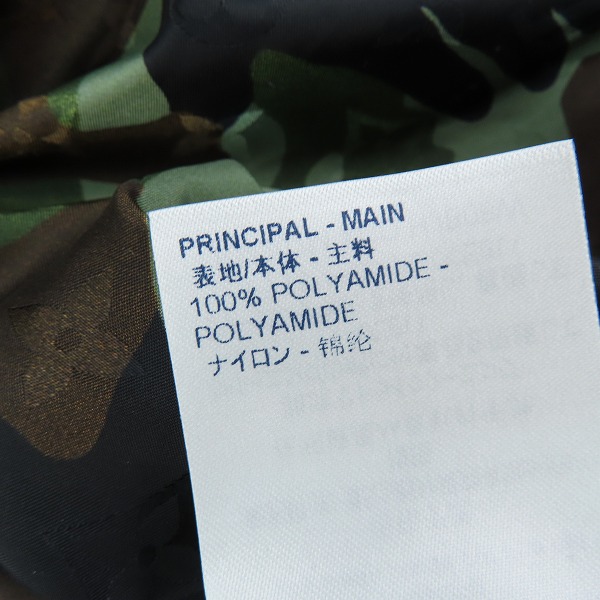 PRINCIPAL - MAIN
表地/本体 - 主料
100% POLYAMIDE -
POLYAMIDE
ナイロン - 锦纶